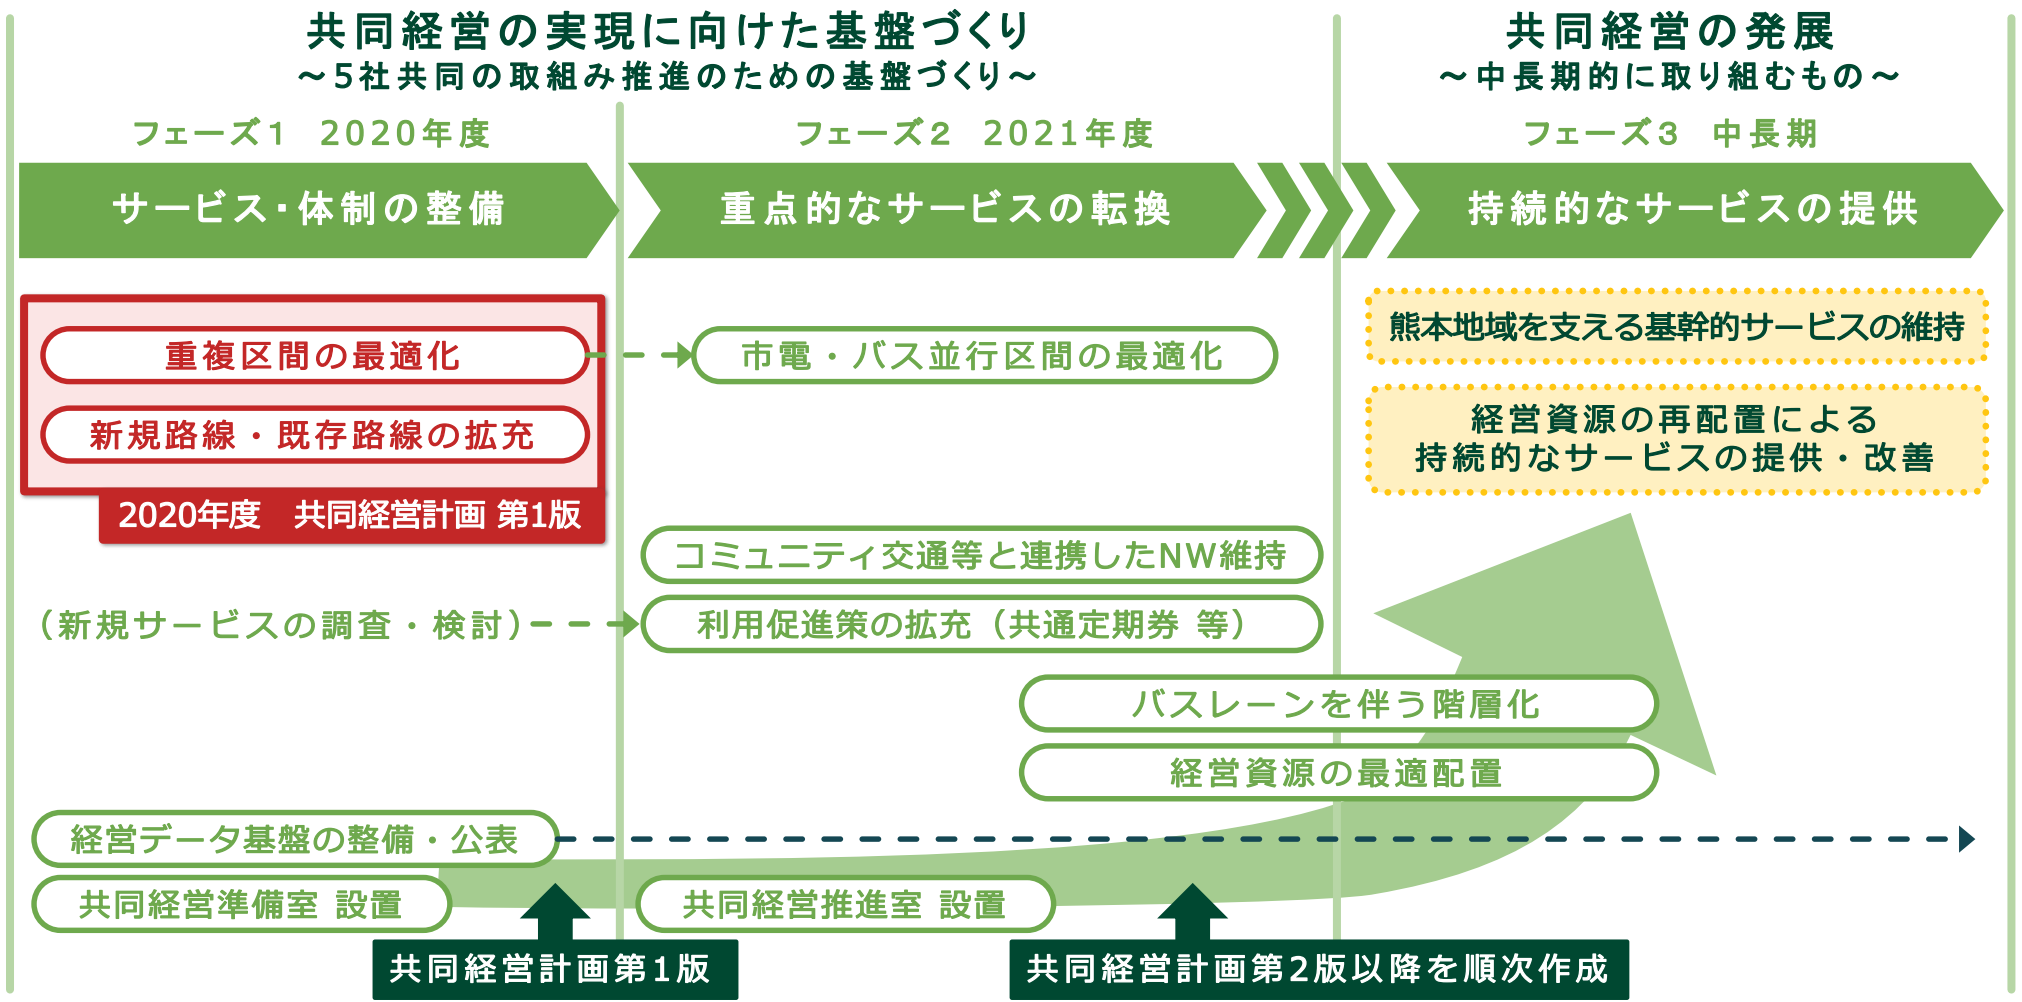 共同経営の実現に向けた基盤づくり
～5社共同の取組み推進のための基盤づくり～
共同経営の発展
～中長期的に取り組むもの～
フェーズ1　2020年度
フェーズ2　2021年度
フェーズ3　中長期
サービス・体制の整備
重点的なサービスの転換
持続的なサービスの提供
重複区間の最適化
新規路線・既存路線の拡充
2020年度　共同経営計画 第1版
市電・バス並行区間の最適化
熊本地域を支える基幹的サービスの維持
経営資源の再配置による
持続的なサービスの提供・改善
コミュニティ交通等と連携したNW維持
（新規サービスの調査・検討）
利用促進策の拡充（共通定期券 等）
バスレーンを伴う階層化
経営資源の最適配置
経営データ基盤の整備・公表
共同経営準備室 設置
共同経営推進室 設置
共同経営計画第1版
共同経営計画第2版以降を順次作成